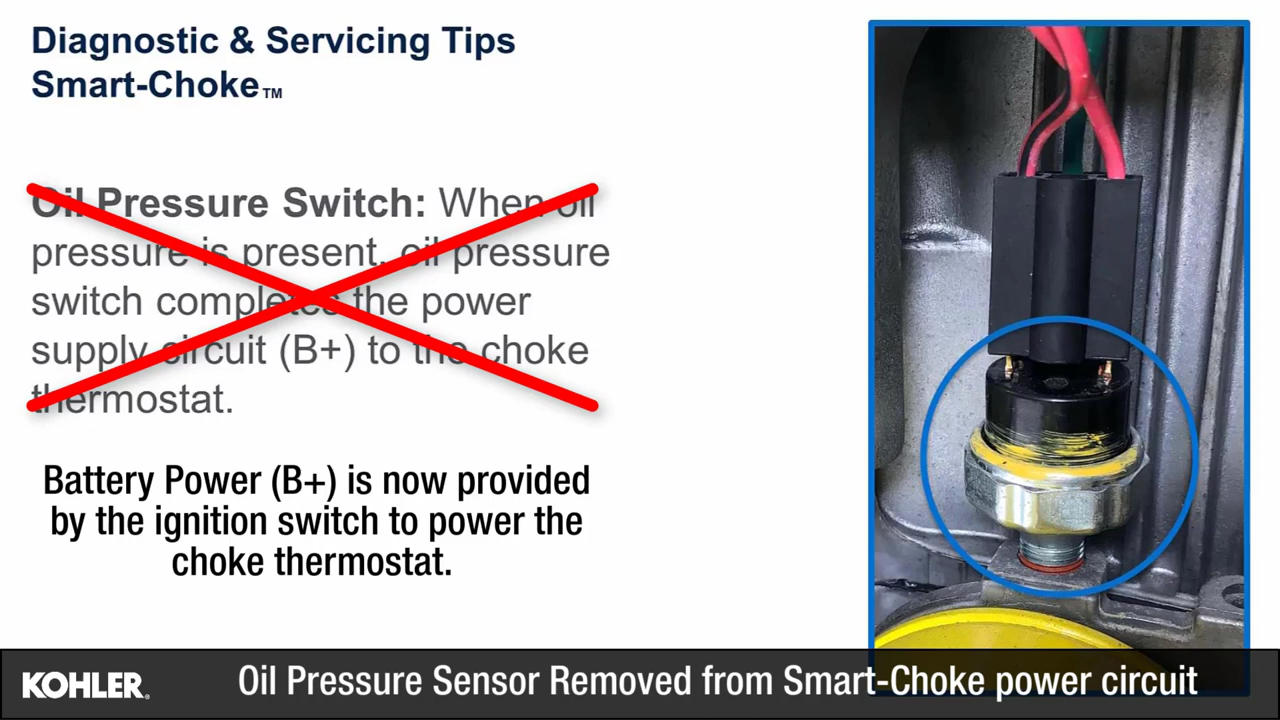 Diagnostic & Servicing Tips
Smart-Choke™
Oil Pressure Switch: When oil
pressure is present, oil pressure
switch completes the power
supply circuit (B+) to the choke
thermostat.
Battery Power (B+) is now provided
by the ignition switch to power the
choke thermostat.
KOHLER®
Oil Pressure Sensor Removed from Smart-Choke power circuit